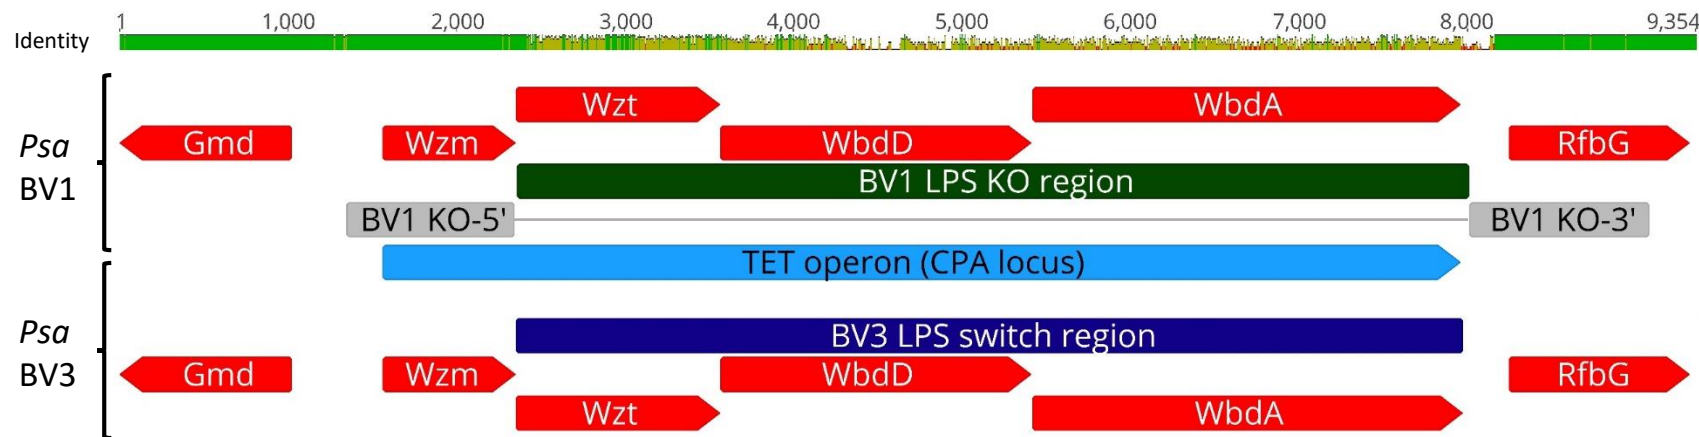 1 1,000 2,000 3,000 4,000 5,000 6,000 7,000 8,000 9,354
Identity
Wzt WbdA
Psa
BV1
Gmd Wzm WbdD RfbG
BV1 LPS KO region
BV1 KO-5' BV1 KO-3'
TET operon (CPA locus)
Psa
BV3
BV3 LPS switch region
Gmd Wzm WbdD RfbG
Wzt WbdA